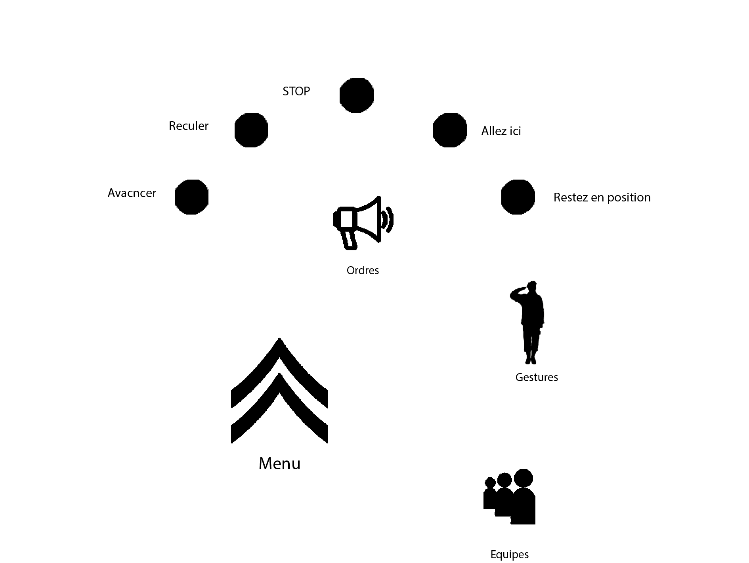 STOP
Reculer
Allez ici
Avacncer
Restez en position
Ordres
Gestures
Menu
Equipes